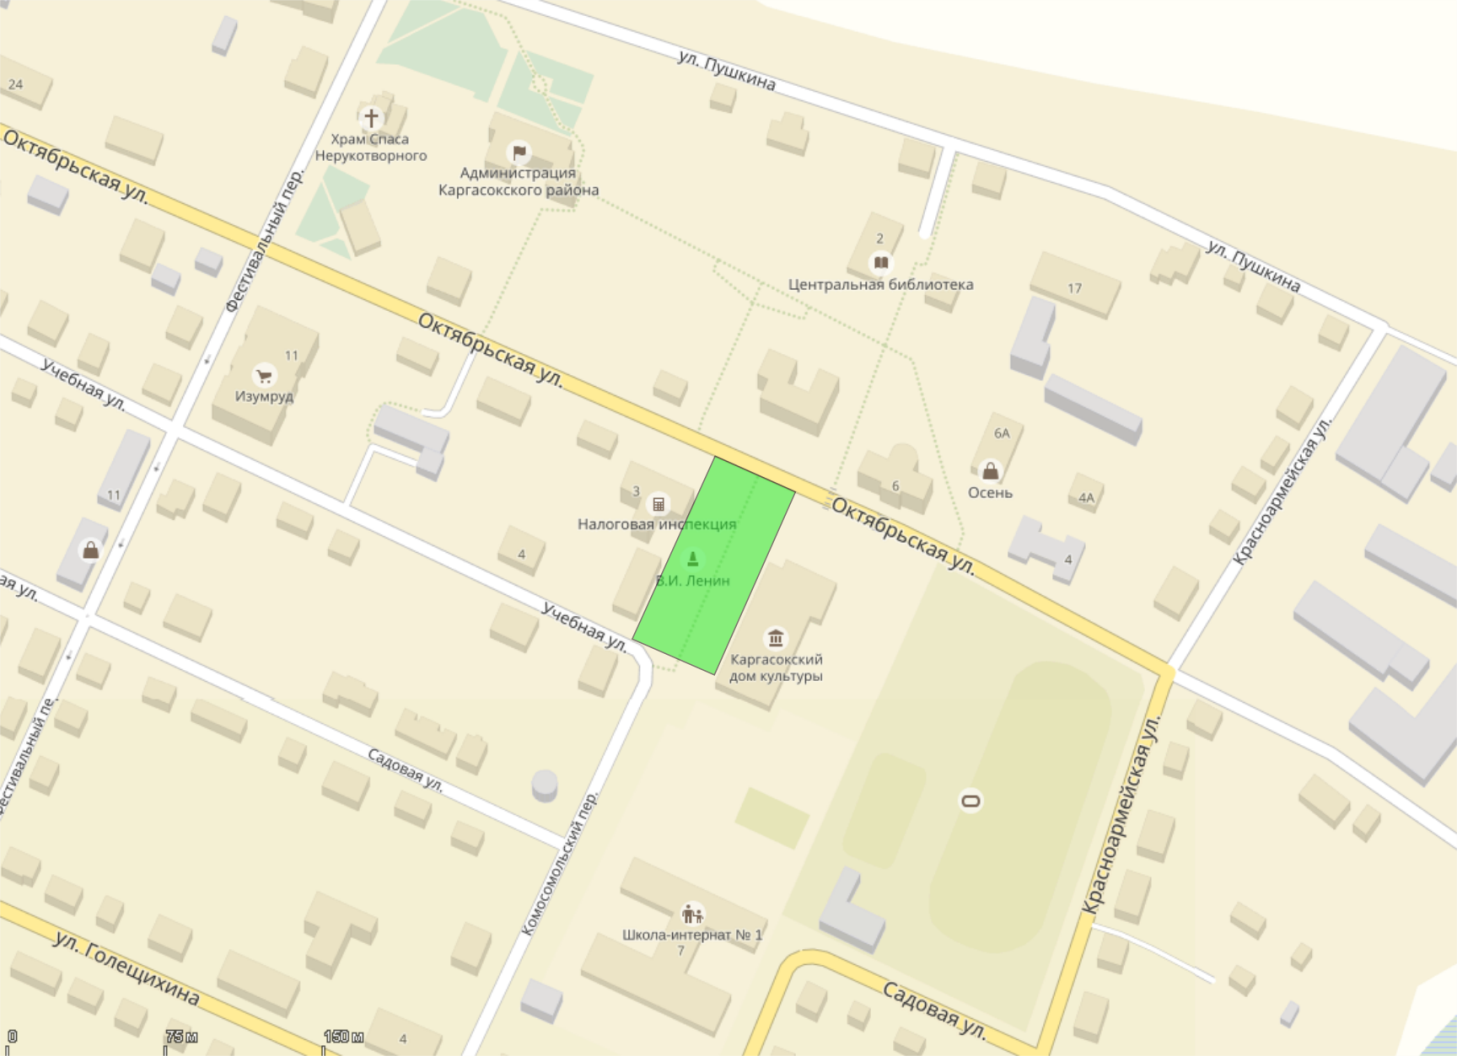 ул. Пушкина
24
Храм Спаса
Нерукотворного
Администрация
Каргасокского района
Октябрьская ул.
Фестивальный пер.
2
Центральная библиотека
ул. Пушкина
17
11
Изумруд
Октябрьская ул.
Учебная ул.
6А
Осень
Красноармейская ул.
11
3
Налоговая инспекция
6
4А
Октябрьская ул.
4
4
В.И. Ленин
ая ул.
Учебная ул.
Каргасокский
дом культуры
Фестивальный пе
Садовая ул.
Комосомольский пер.
Красноармейская ул.
Школа-интернат № 1
7
ул. Голещихина
Садовая ул.
4
0
75 м
150 м